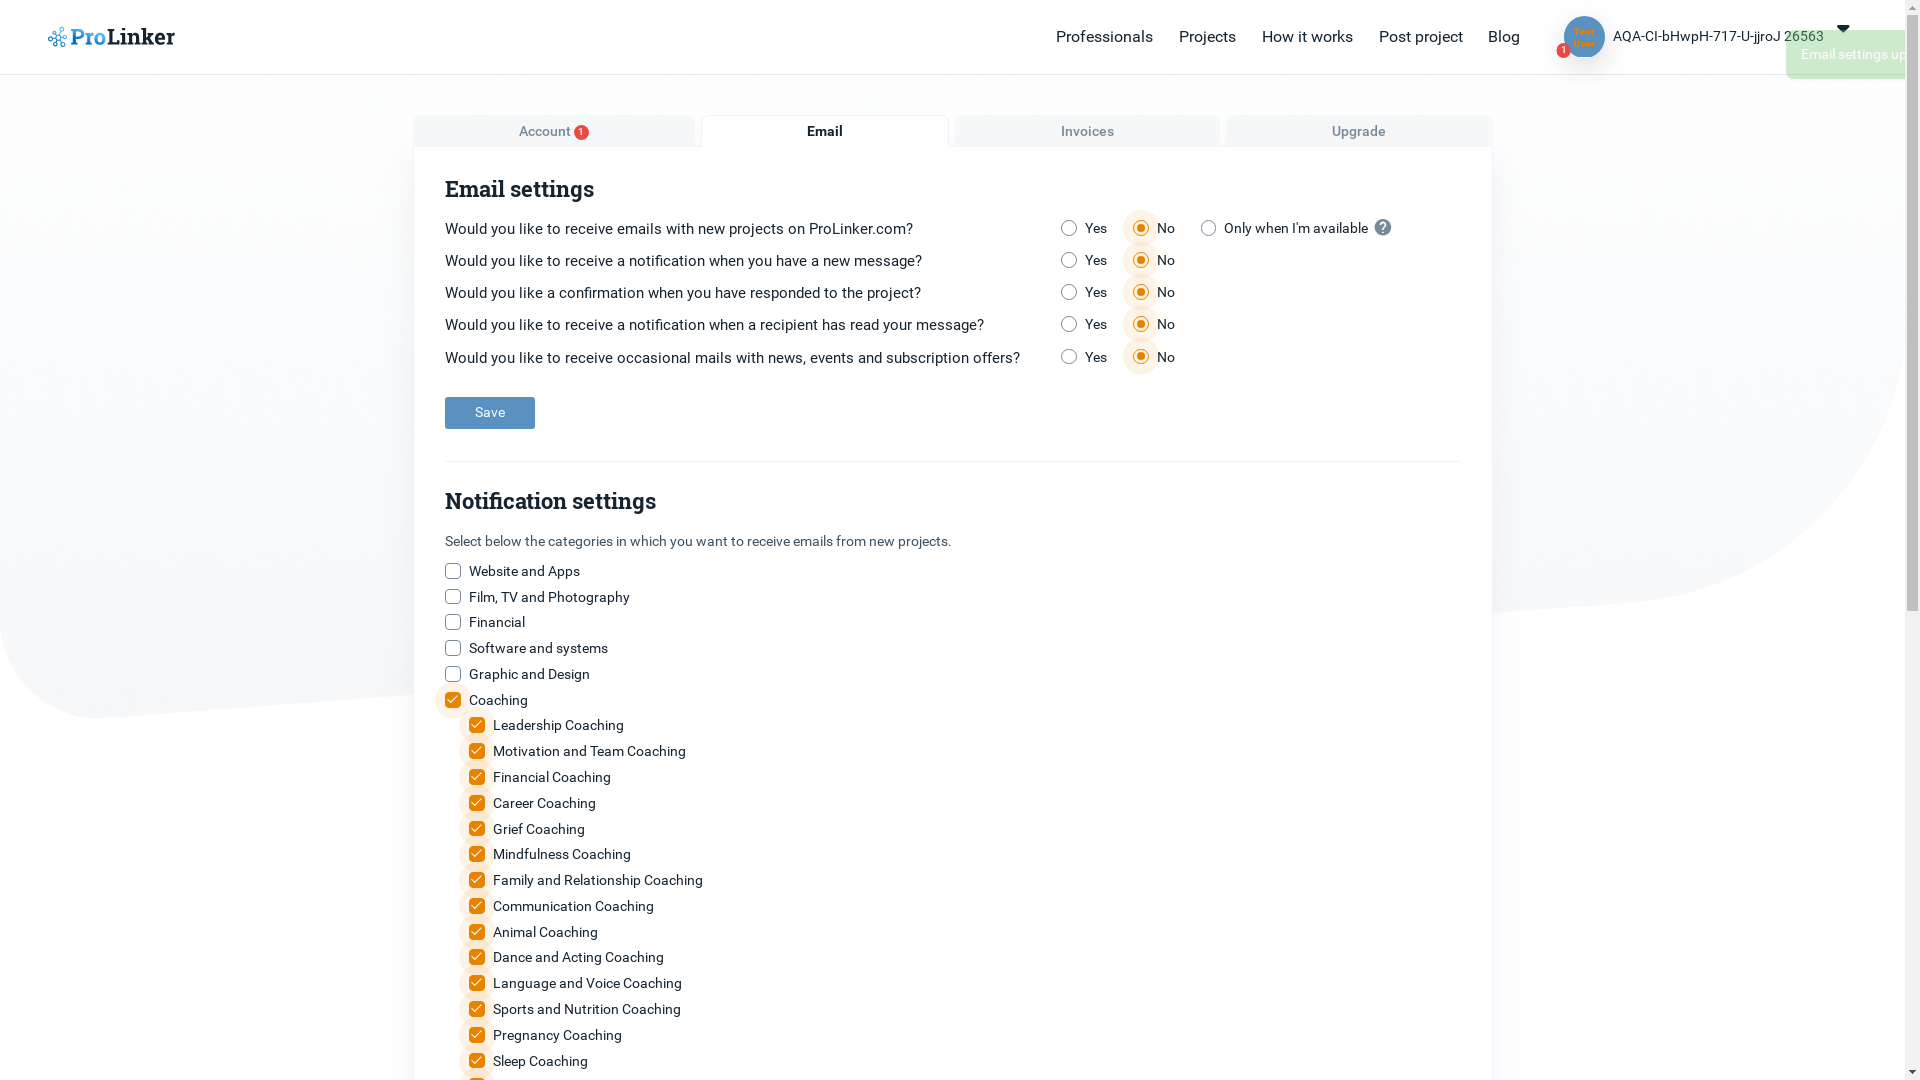 ProLinker
Professionals Projects How it works Post project Blog
Test User
1
AQA-CI-bHwpH-717-U-jjroJ 26563
Email settings up
Account 1
Email
Invoices
Upgrade
Email settings
Would you like to receive emails with new projects on ProLinker.com? Yes No Only when I'm available ?
Would you like to receive a notification when you have a new message? Yes No
Would you like a confirmation when you have responded to the project? Yes No
Would you like to receive a notification when a recipient has read your message? Yes No
Would you like to receive occasional mails with news, events and subscription offers? Yes No
Save
Notification settings
Select below the categories in which you want to receive emails from new projects.
Website and Apps
Film, TV and Photography
Financial
Software and systems
Graphic and Design
Coaching
Leadership Coaching
Motivation and Team Coaching
Financial Coaching
Career Coaching
Grief Coaching
Mindfulness Coaching
Family and Relationship Coaching
Communication Coaching
Animal Coaching
Dance and Acting Coaching
Language and Voice Coaching
Sports and Nutrition Coaching
Pregnancy Coaching
Sleep Coaching